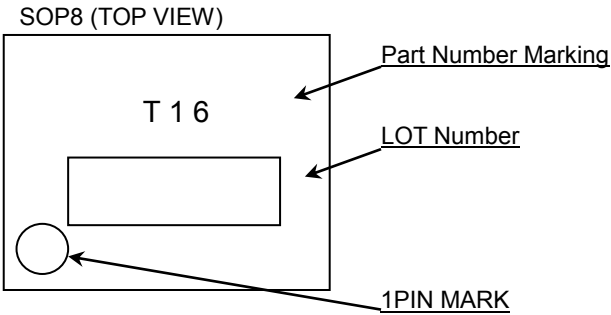 SOP8 (TOP VIEW)
Part Number Marking
T 1 6
LOT Number
1PIN MARK